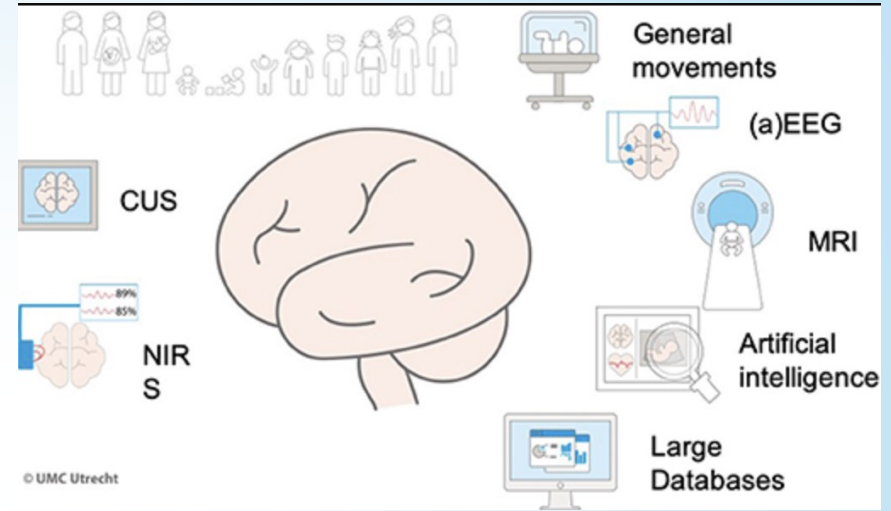 General
movements
(a)EEG
CUS
MRI
89%
85%
NIR
S
Artificial
intelligence
Large
Databases
© UMC Utrecht